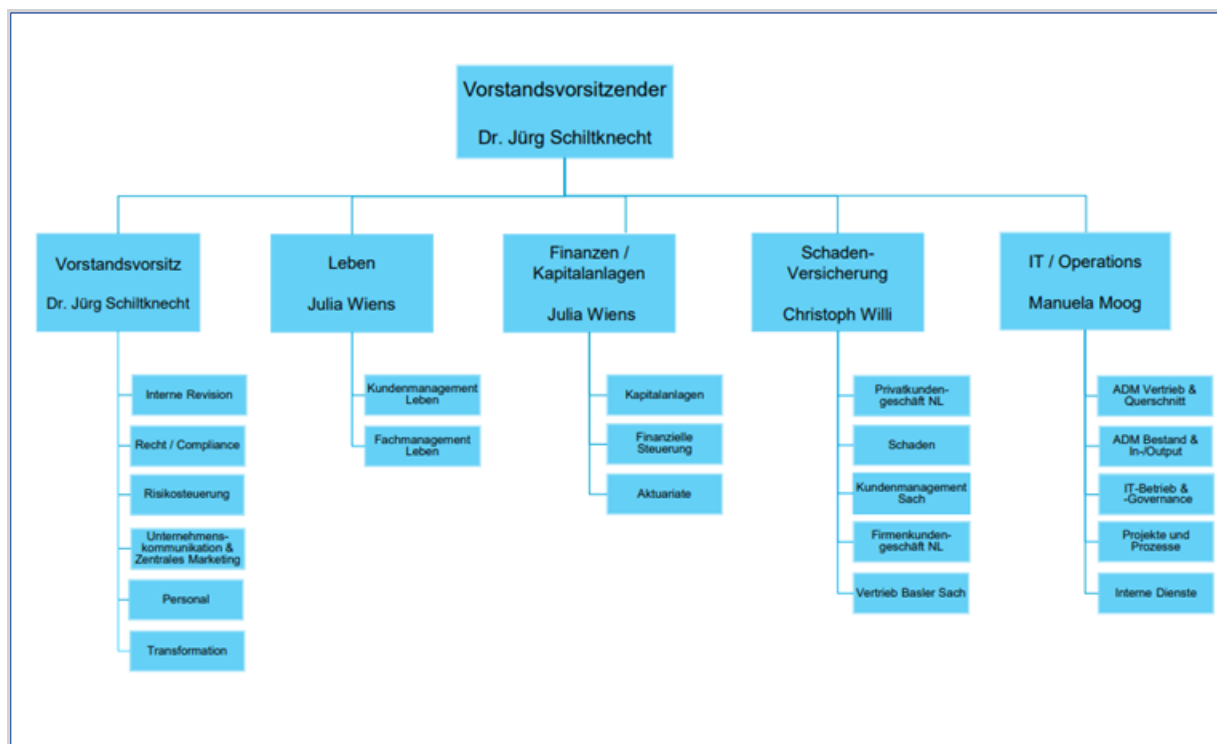 Vorstandsvorsitzender
Dr. Jürg Schiltknecht
Vorstandsvorsitz
Dr. Jürg Schiltknecht
Interne Revision
Recht / Compliance
Risikosteuerung
Unternehmens-
kommunikation &
Zentrales Marketing
Personal
Transformation
Leben
Julia Wiens
Kundenmanagement
Leben
Fachmanagement
Leben
Finanzen /
Kapitalanlagen
Julia Wiens
Kapitalanlagen
Finanzielle
Steuerung
Aktuariate
Schaden-
Versicherung
Christoph Willi
Privatkunden-
geschäft NL
Schaden
Kundenmanagement
Sach
Firmenkunden-
geschäft NL
Vertrieb Basler Sach
IT / Operations
Manuela Moog
ADM Vertrieb &
Querschnitt
ADM Bestand &
In-/Output
IT-Betrieb &
-Governance
Projekte und
Prozesse
Interne Dienste